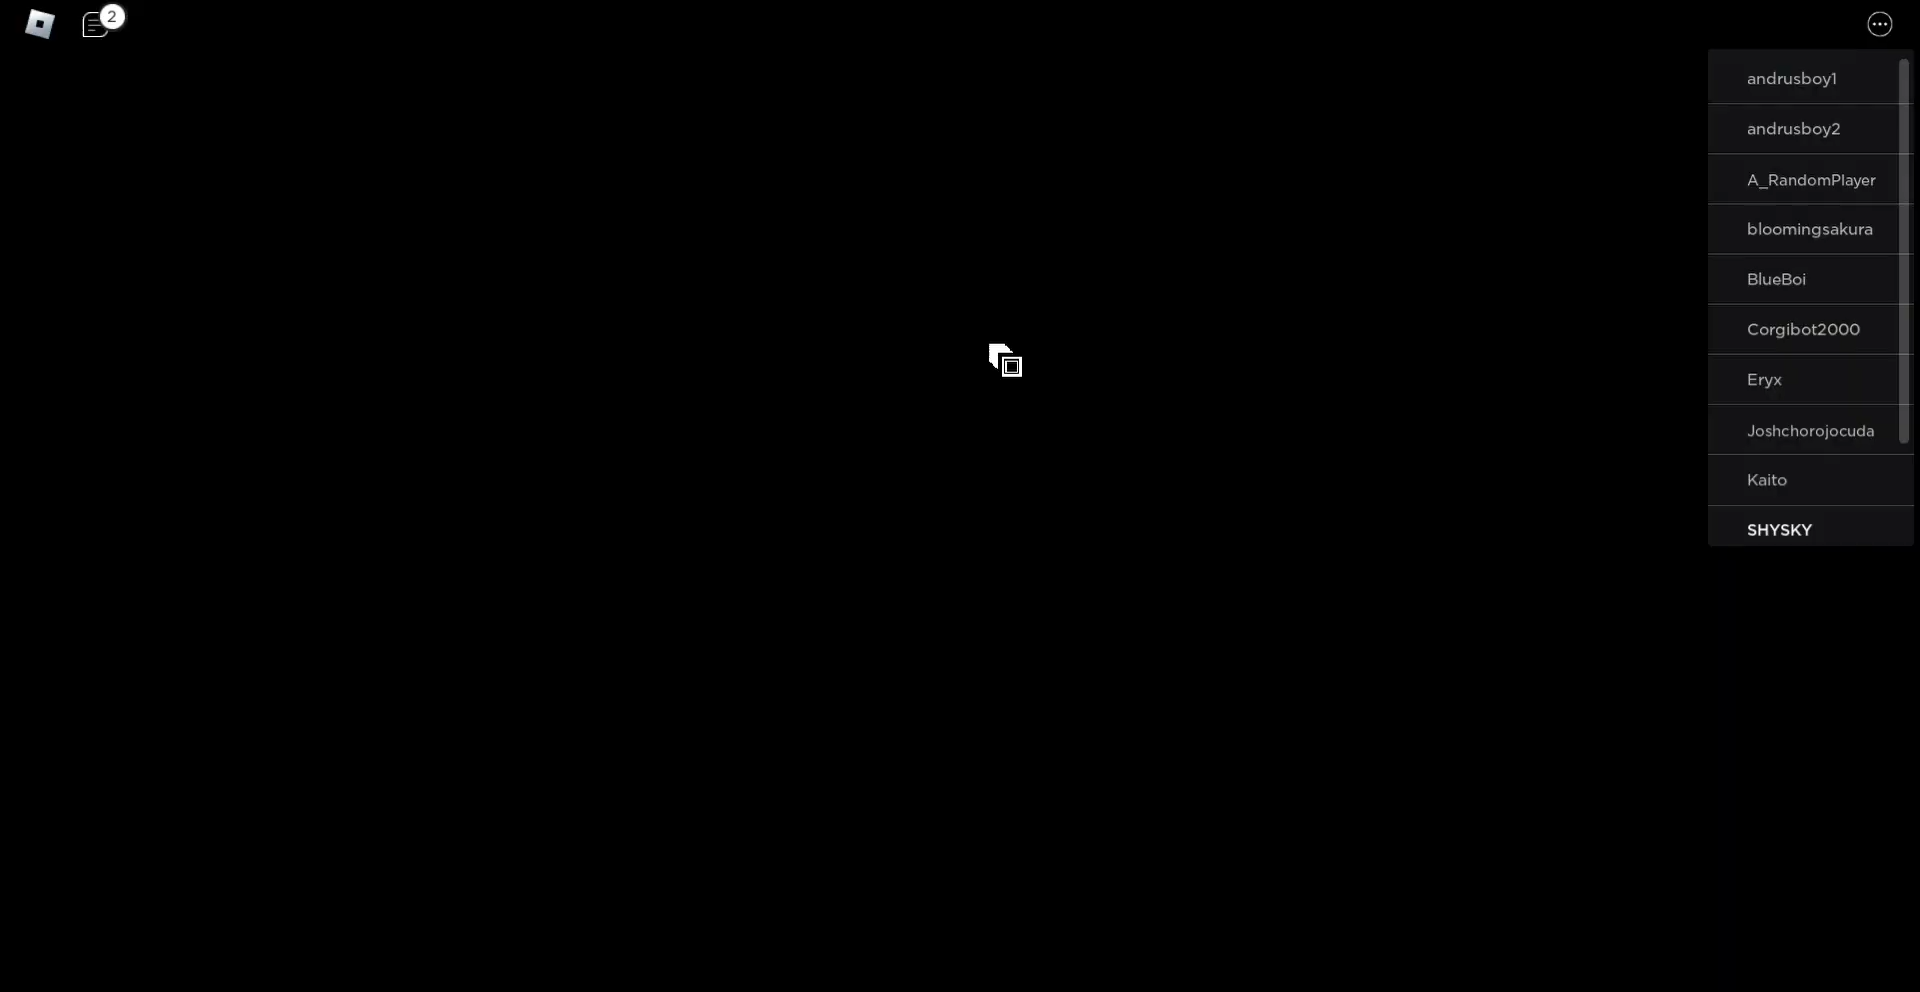 2
andrusboy1
andrusboy2
A_RandomPlayer
bloomingsakura
BlueBoi
Corgibot2000
Eryx
Joshchorojocuda
Kaito
SHYSKY